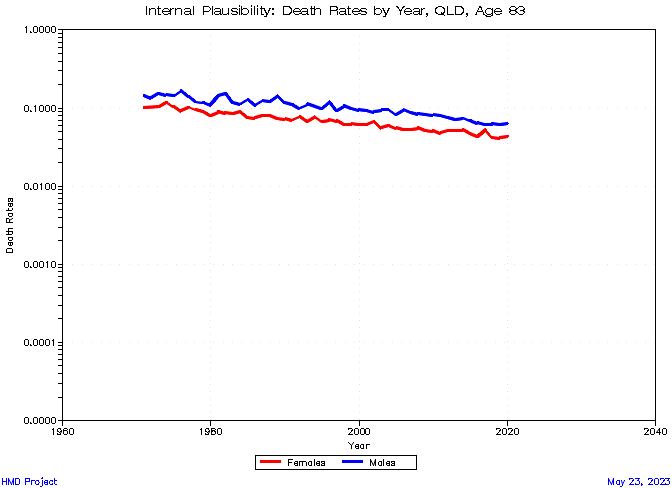 Internal Plausibility: Death Rates by Year, QLD, Age 83
1.0000
0.1000
0.0100
0.0010
0.0001
0.0000
Death Rates
1960
1980
2000
2020
2040
Year
Females
Males
HMD Project
May 23, 2023